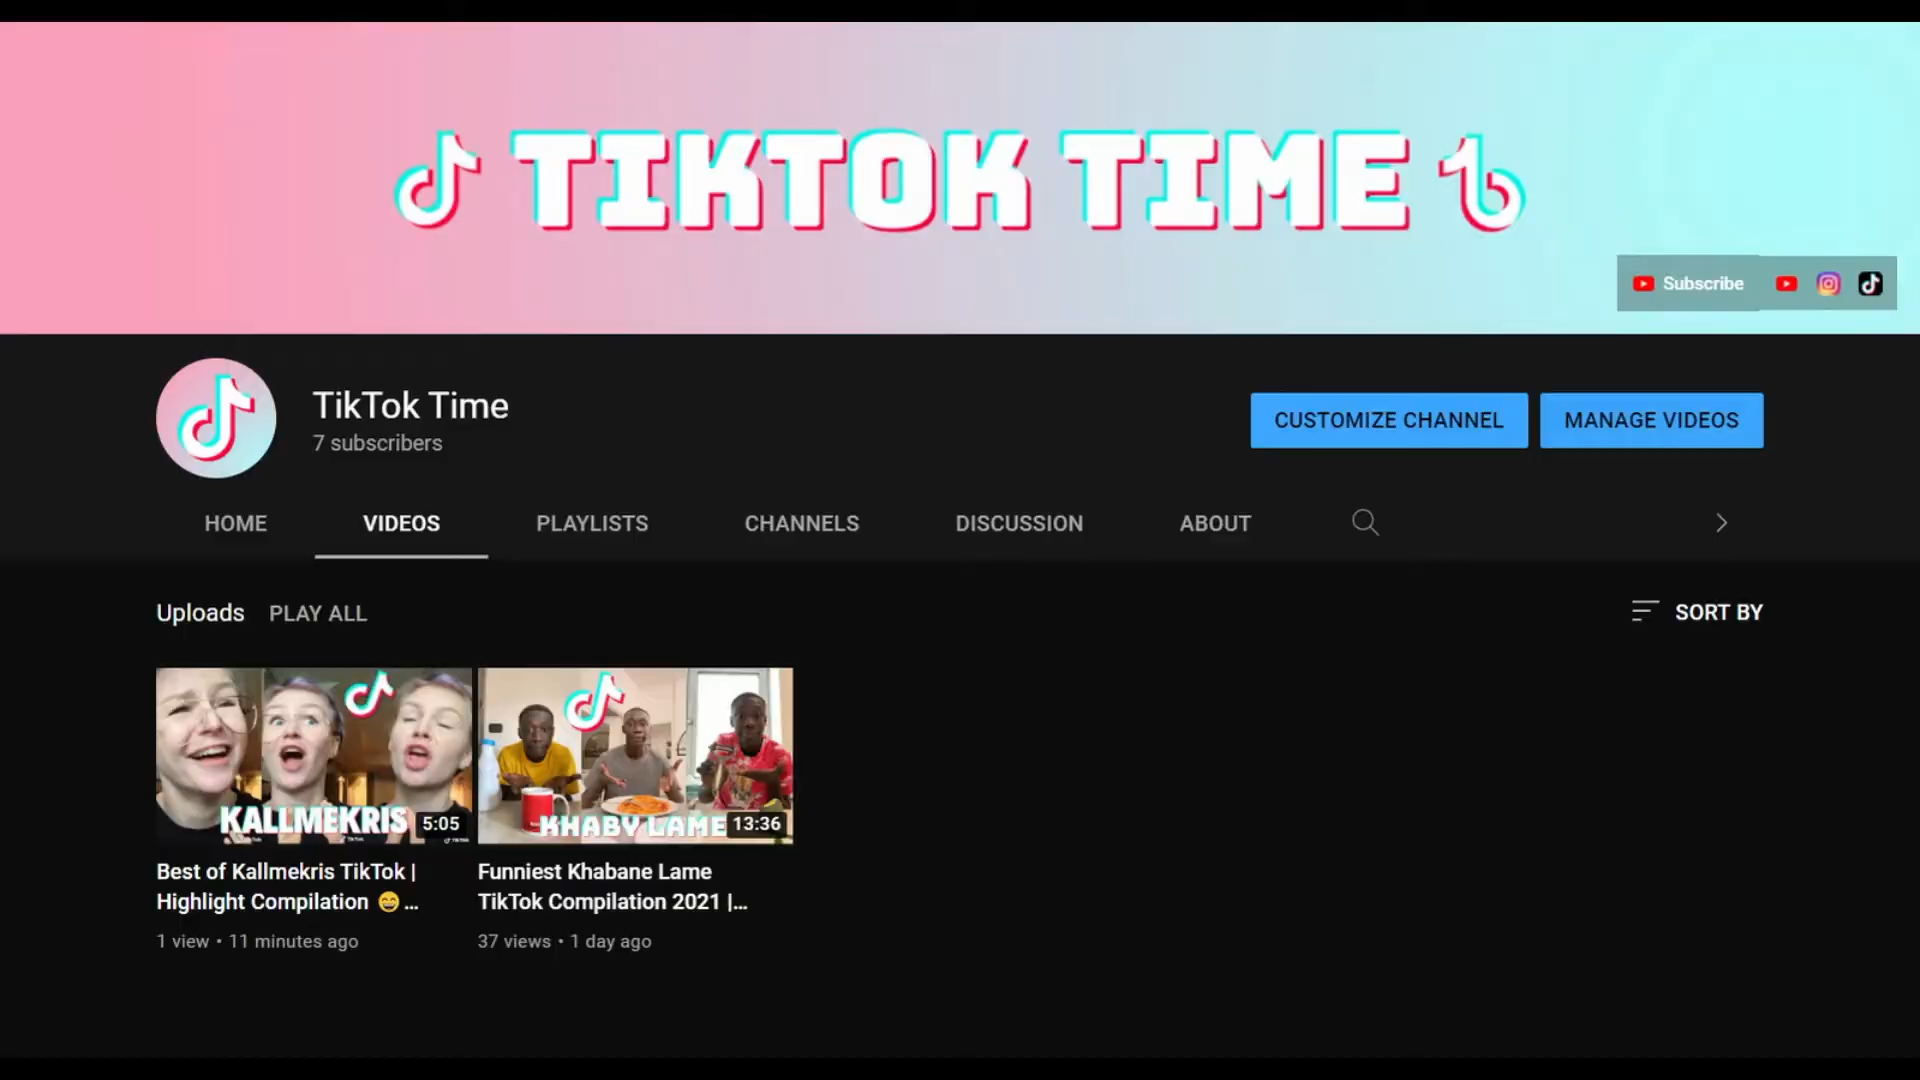 TIKTOK TIME
Subscribe
TikTok Time
7 subscribers
CUSTOMIZE CHANNEL
MANAGE VIDEOS
HOME
VIDEOS
PLAYLISTS
CHANNELS
DISCUSSION
ABOUT
Uploads
PLAY ALL
SORT BY
KALLMEKRIS
5:05
Best of Kallmekris TikTok |
Highlight Compilation 😄 ...
1 view • 11 minutes ago
KHABY LAME
13:36
Funniest Khabane Lame
TikTok Compilation 2021 |...
37 views • 1 day ago